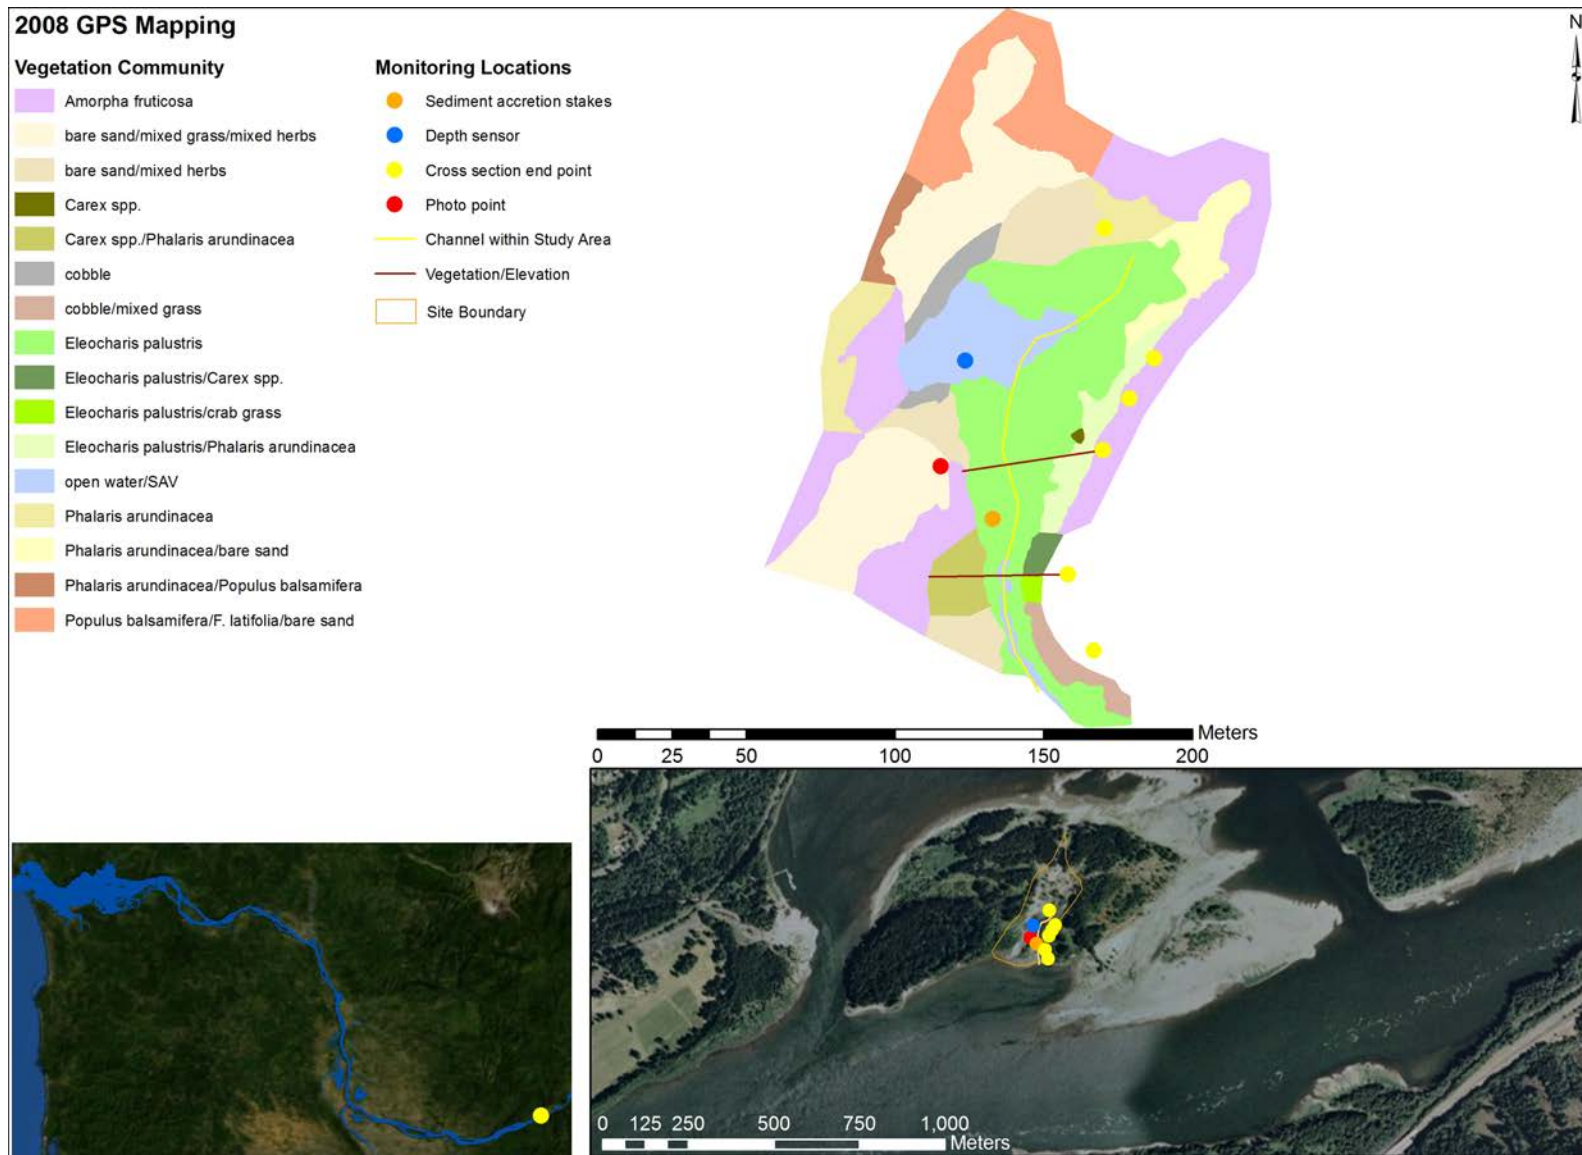 2008 GPS Mapping
N
Vegetation Community
Amorpha fruticosa
bare sand/mixed grass/mixed herbs
bare sand/mixed herbs
Carex spp.
Carex spp./Phalaris arundinacea
cobble
cobble/mixed grass
Eleocharis palustris
Eleocharis palustris/Carex spp.
Eleocharis palustris/crab grass
Eleocharis palustris/Phalaris arundinacea
open water/SAV
Phalaris arundinacea
Phalaris arundinacea/bare sand
Phalaris arundinacea/Populus balsamifera
Populus balsamifera/F. latifolia/bare sand
Monitoring Locations
Sediment accretion stakes
Depth sensor
Cross section end point
Photo point
Channel within Study Area
Vegetation/Elevation
Site Boundary
Meters
0 25 50 100 150 200
0 125 250 500 750 1,000
Meters